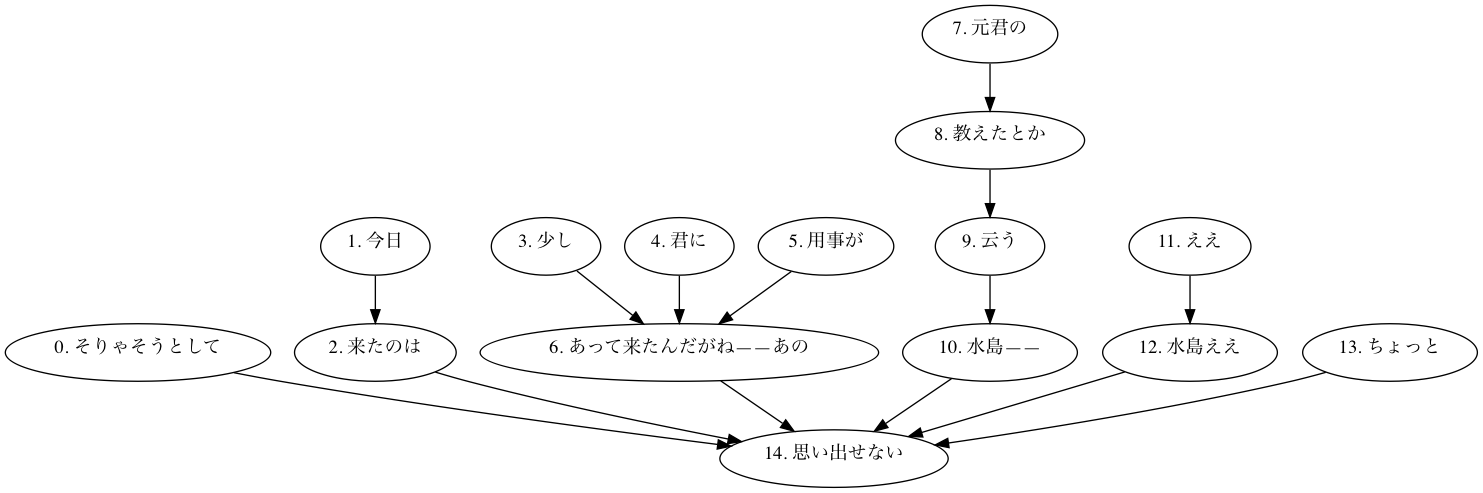 7. 元君の
8. 教えたとか
1. 今日
3. 少し
4. 君に
5. 用事が
9. 云う
11. ええ
0. そりゃそうとして
2. 来たのは
6. あって来たんだがね——あの
10. 水島——
12. 水島ええ
13. ちょっと
14. 思い出せない